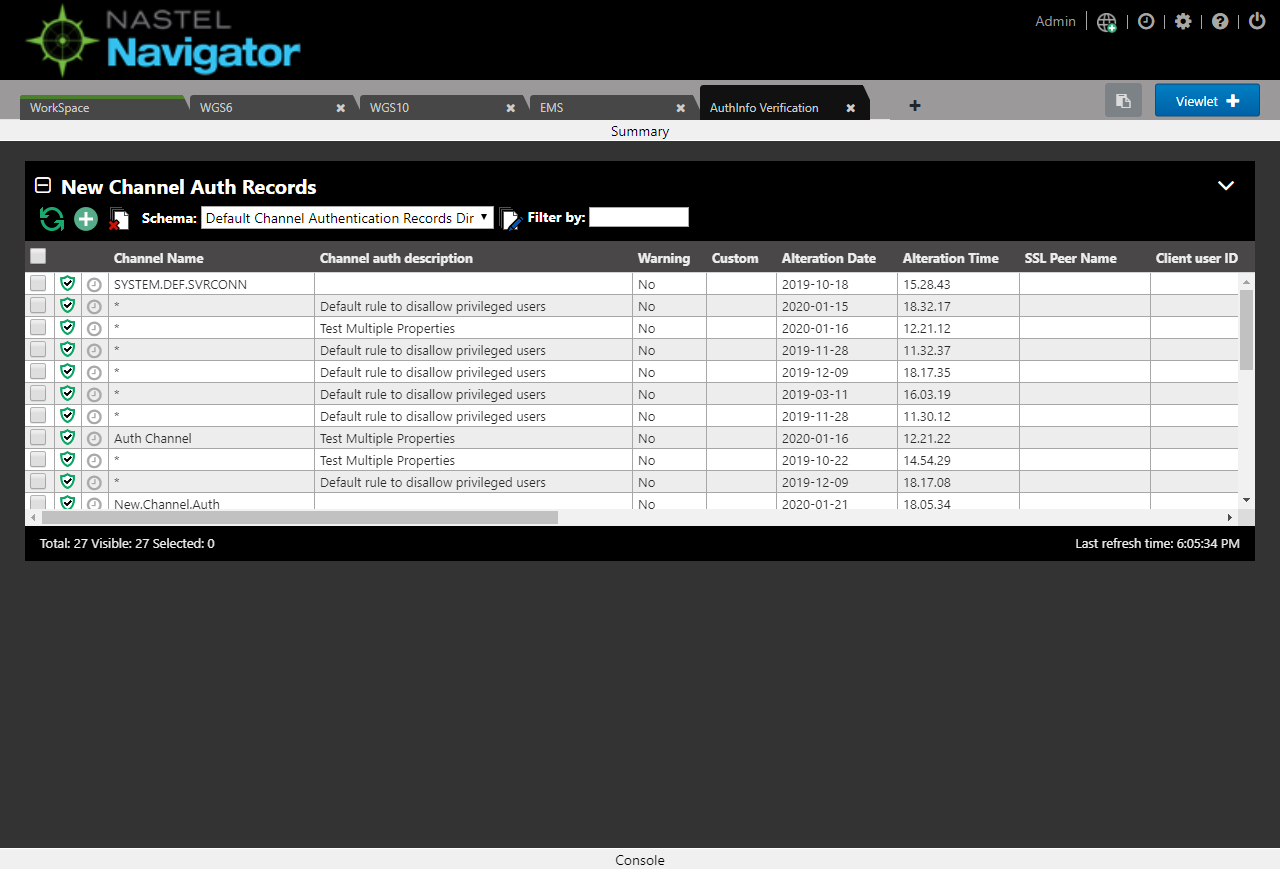 NASTEL
Navigator
Admin
WorkSpace WGS6 WGS10 EMS AuthInfo Verification Viewlet
Summary
New Channel Auth Records
Schema: Default Channel Authentication Records Dir Filter by:
Channel Name Channel auth description Warning Custom Alteration Date Alteration Time SSL Peer Name Client user ID
SYSTEM.DEF.SVRCONN No 2019-10-18 15.28.43
* Default rule to disallow privileged users No 2020-01-15 18.32.17
* Test Multiple Properties No 2020-01-16 12.21.12
* Default rule to disallow privileged users No 2019-11-28 11.32.37
* Default rule to disallow privileged users No 2019-12-09 18.17.35
* Default rule to disallow privileged users No 2019-03-11 16.03.19
* Default rule to disallow privileged users No 2019-11-28 11.30.12
Auth Channel Test Multiple Properties No 2020-01-16 12.21.22
* Test Multiple Properties No 2019-10-22 14.54.29
* Default rule to disallow privileged users No 2019-12-09 18.17.08
New.Channel.Auth No 2020-01-21 18.05.34
Total: 27 Visible: 27 Selected: 0 Last refresh time: 6:05:34 PM
Console